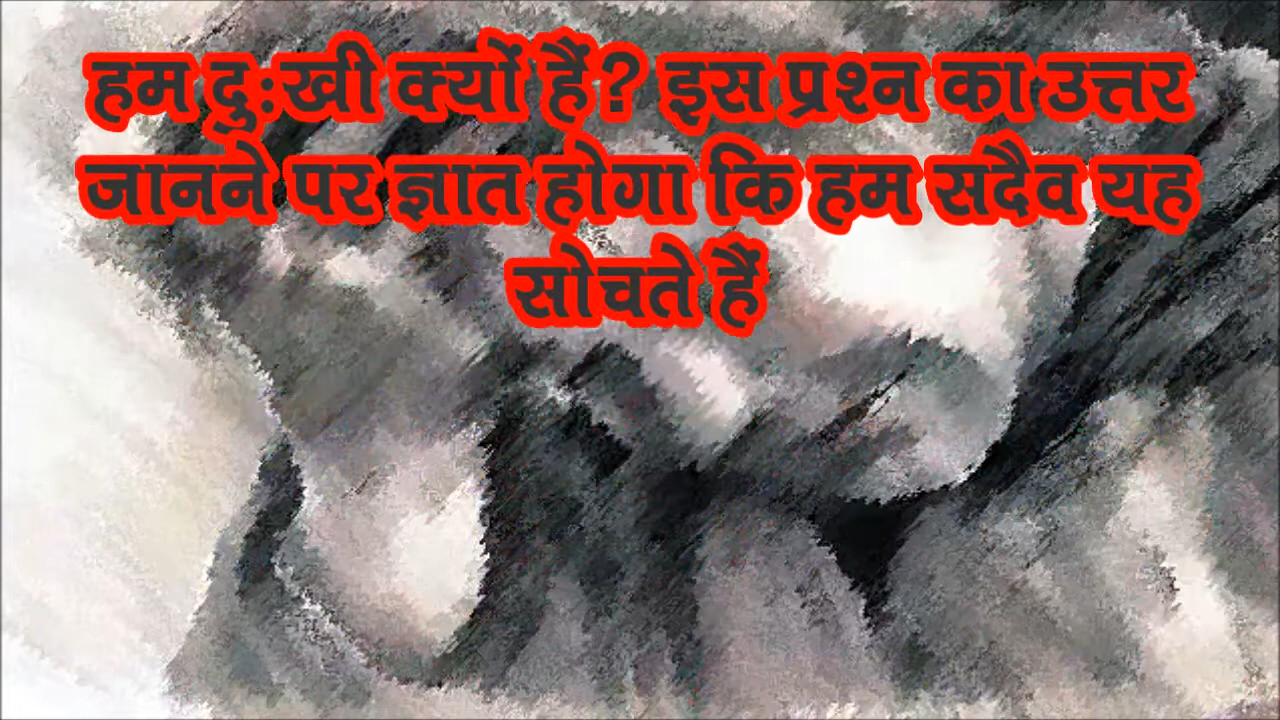 हम दु:खी क्यों हैं? इस प्रश्न का उत्तर
जानने पर ज्ञात होगा कि हम सदैव यह
सोचते हैं